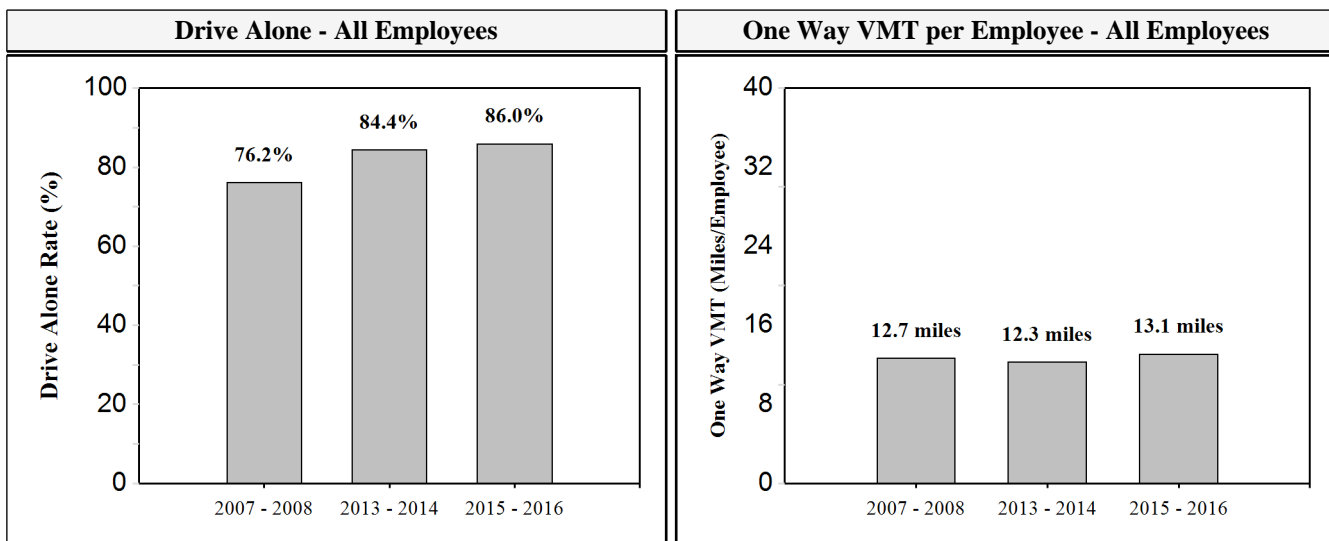 Drive Alone - All Employees
One Way VMT per Employee - All Employees
Drive Alone Rate (%)
100
80
60
40
20
0
76.2%
84.4%
86.0%
2007 - 2008
2013 - 2014
2015 - 2016
One Way VMT (Miles/Employee)
40
32
24
16
8
0
12.7 miles
12.3 miles
13.1 miles
2007 - 2008
2013 - 2014
2015 - 2016